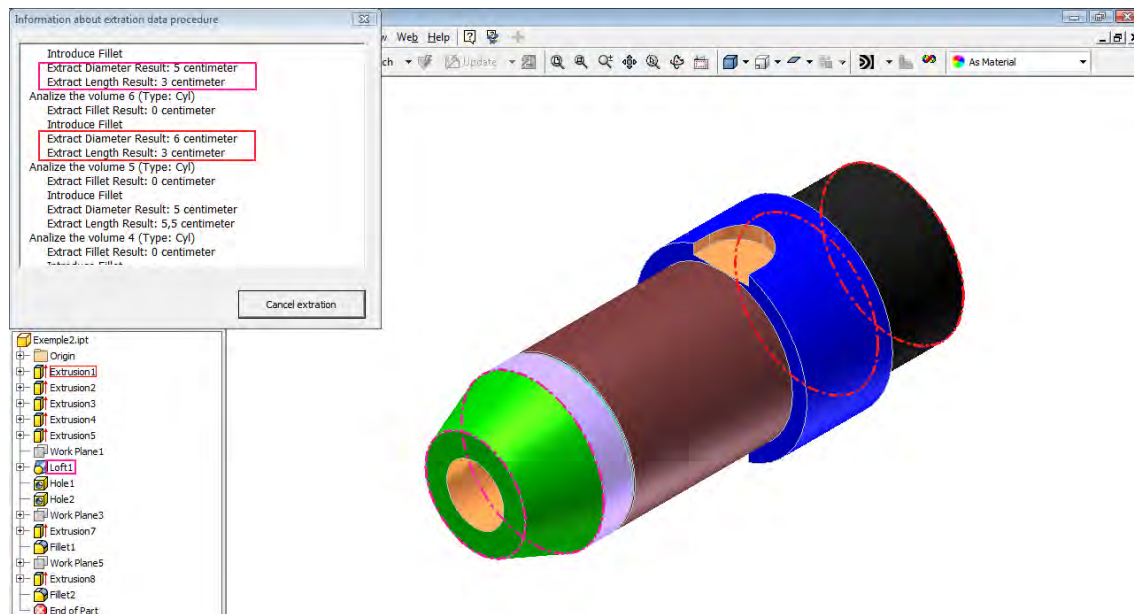 Information about extration data procedure
Introduce Fillet
Extract Diameter Result: 5 centimeter
Extract Length Result: 3 centimeter
Analize the volume 6 (Type: Cyl)
Extract Fillet Result: 0 centimeter
Introduce Fillet
Extract Diameter Result: 6 centimeter
Extract Length Result: 3 centimeter
Analize the volume 5 (Type: Cyl)
Extract Fillet Result: 0 centimeter
Introduce Fillet
Extract Diameter Result: 5 centimeter
Extract Length Result: 5,5 centimeter
Analize the volume 4 (Type: Cyl)
Extract Fillet Result: 0 centimeter
Cancel extration
w Web Help
ch Update As Material
Exemple2.ipt
Origin
Extrusion1
Extrusion2
Extrusion3
Extrusion4
Extrusion5
Work Plane1
Loft1
Hole1
Hole2
Work Plane3
Extrusion7
Fillet1
Work Plane5
Extrusion8
Fillet2
End of Part